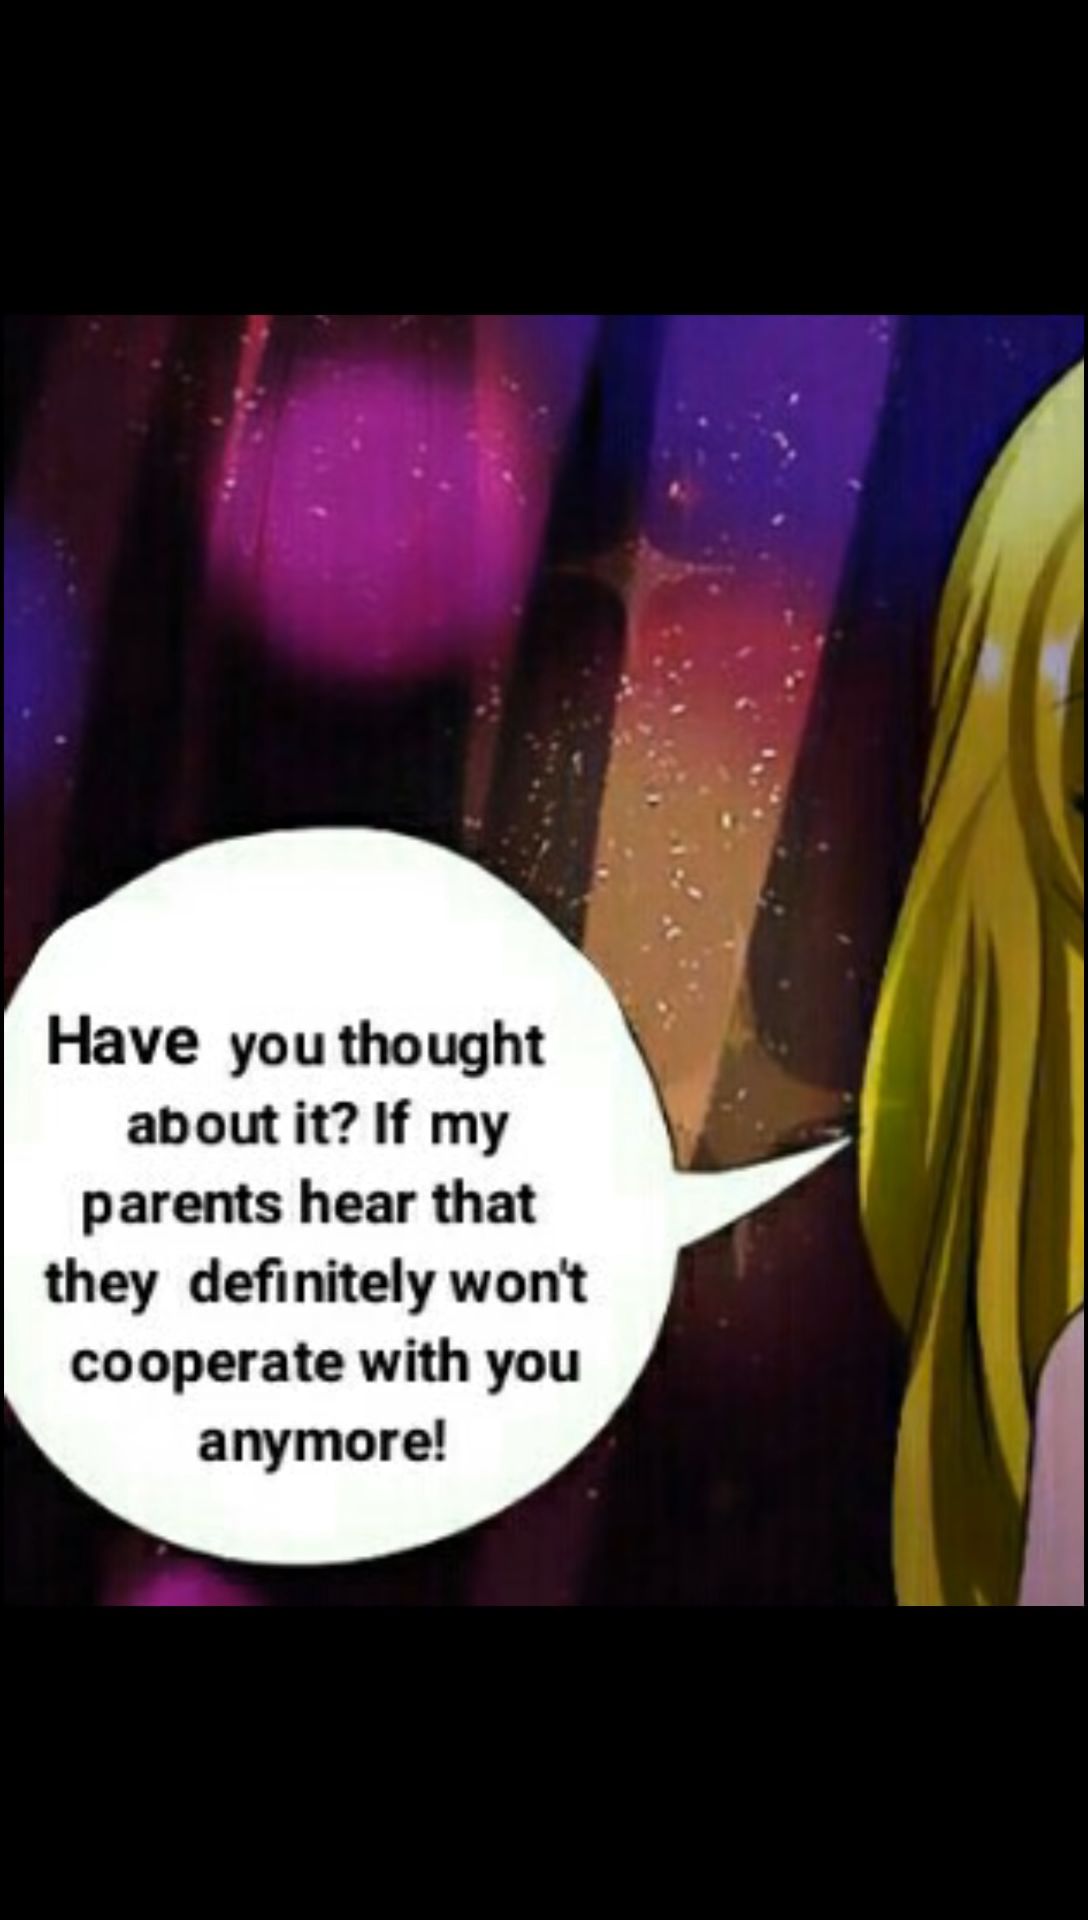 Have you thought
about it? If my
parents hear that
they definitely won't
cooperate with you
anymore!